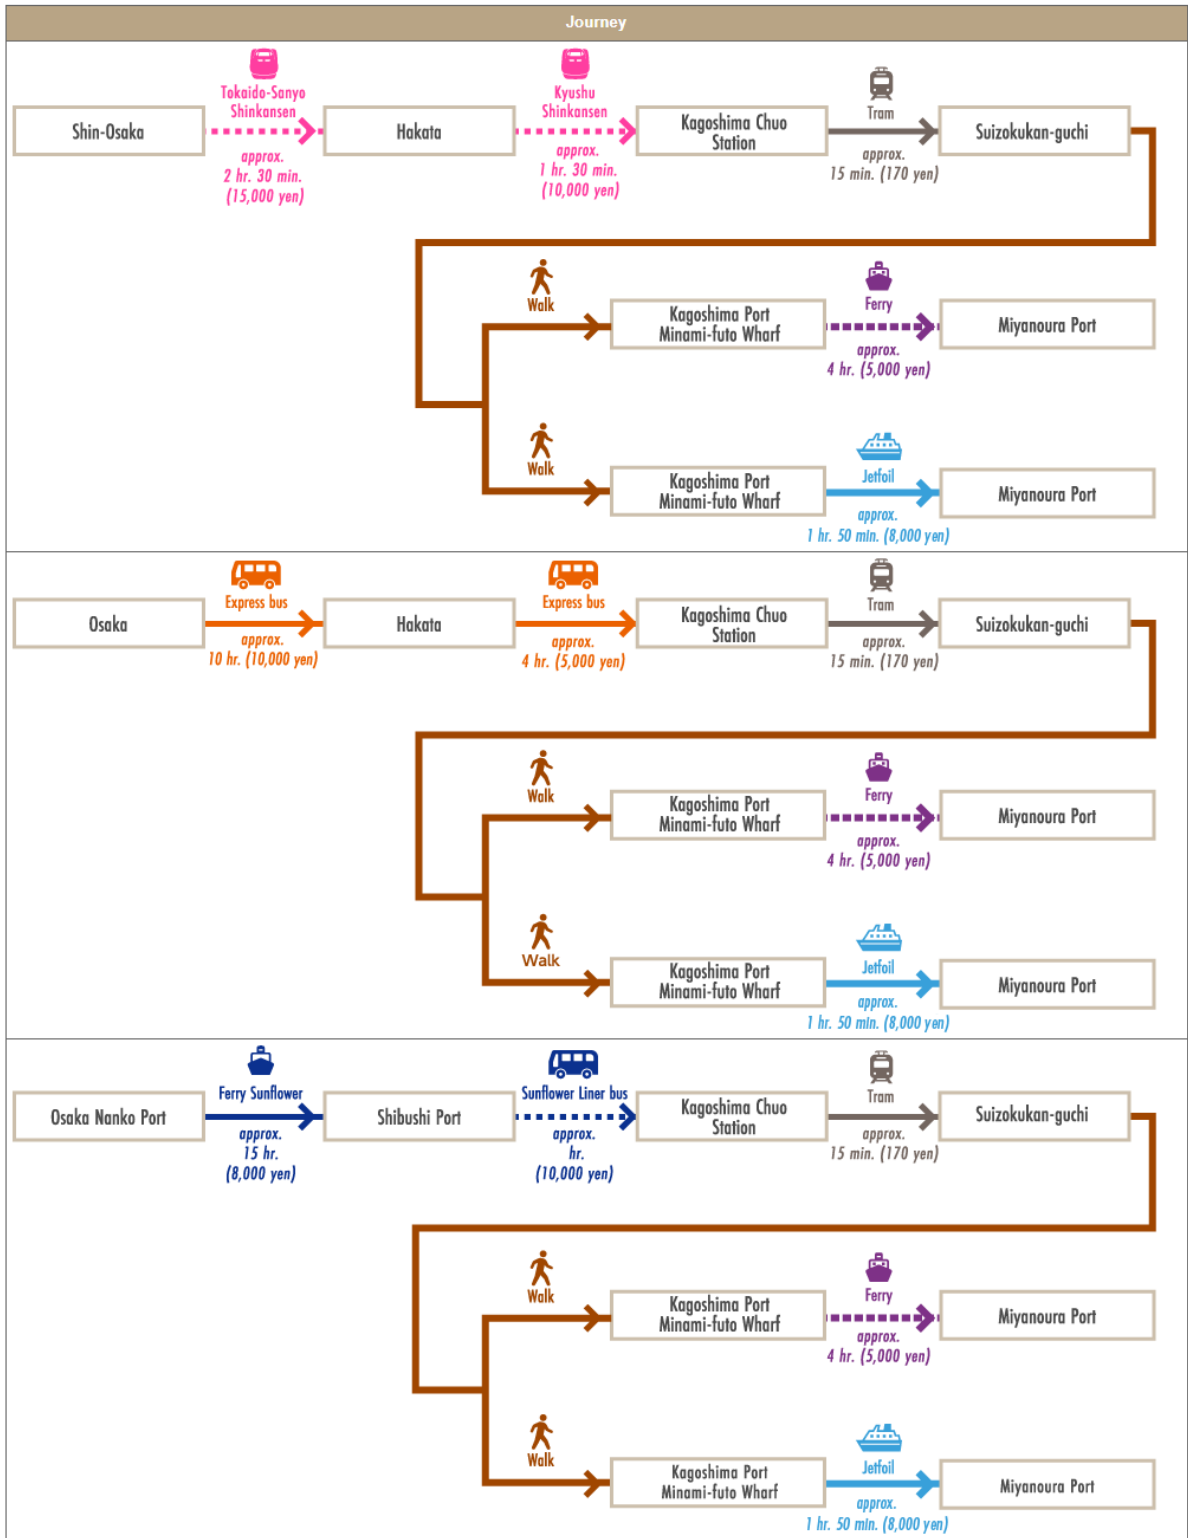 Journey
Tokaido-Sanyo
Shinkansen
Kyushu
Shinkansen
Tram
Shin-Osaka
Hakata
Kagoshima Chuo
Station
Suizokukan-guchi
approx.
2 hr. 30 min.
(15,000 yen)
approx.
1 hr. 30 min.
(10,000 yen)
approx.
15 min. (170 yen)
Walk
Kagoshima Port
Minami-futo Wharf
Ferry
Miyanoura Port
approx.
4 hr. (5,000 yen)
Walk
Kagoshima Port
Minami-futo Wharf
Jetfoil
Miyanoura Port
approx.
1 hr. 50 min. (8,000 yen)
Express bus
Express bus
Tram
Osaka
Hakata
Kagoshima Chuo
Station
Suizokukan-guchi
approx.
10 hr. (10,000 yen)
approx.
4 hr. (5,000 yen)
approx.
15 min. (170 yen)
Walk
Kagoshima Port
Minami-futo Wharf
Ferry
Miyanoura Port
approx.
4 hr. (5,000 yen)
Walk
Kagoshima Port
Minami-futo Wharf
Jetfoil
Miyanoura Port
approx.
1 hr. 50 min. (8,000 yen)
Ferry Sunflower
Sunflower Liner bus
Tram
Osaka Nanko Port
Shibushi Port
Kagoshima Chuo
Station
Suizokukan-guchi
approx.
15 hr.
(8,000 yen)
approx.
hr.
(10,000 yen)
approx.
15 min. (170 yen)
Walk
Kagoshima Port
Minami-futo Wharf
Ferry
Miyanoura Port
approx.
4 hr. (5,000 yen)
Walk
Kagoshima Port
Minami-futo Wharf
Jetfoil
Miyanoura Port
approx.
1 hr. 50 min. (8,000 yen)